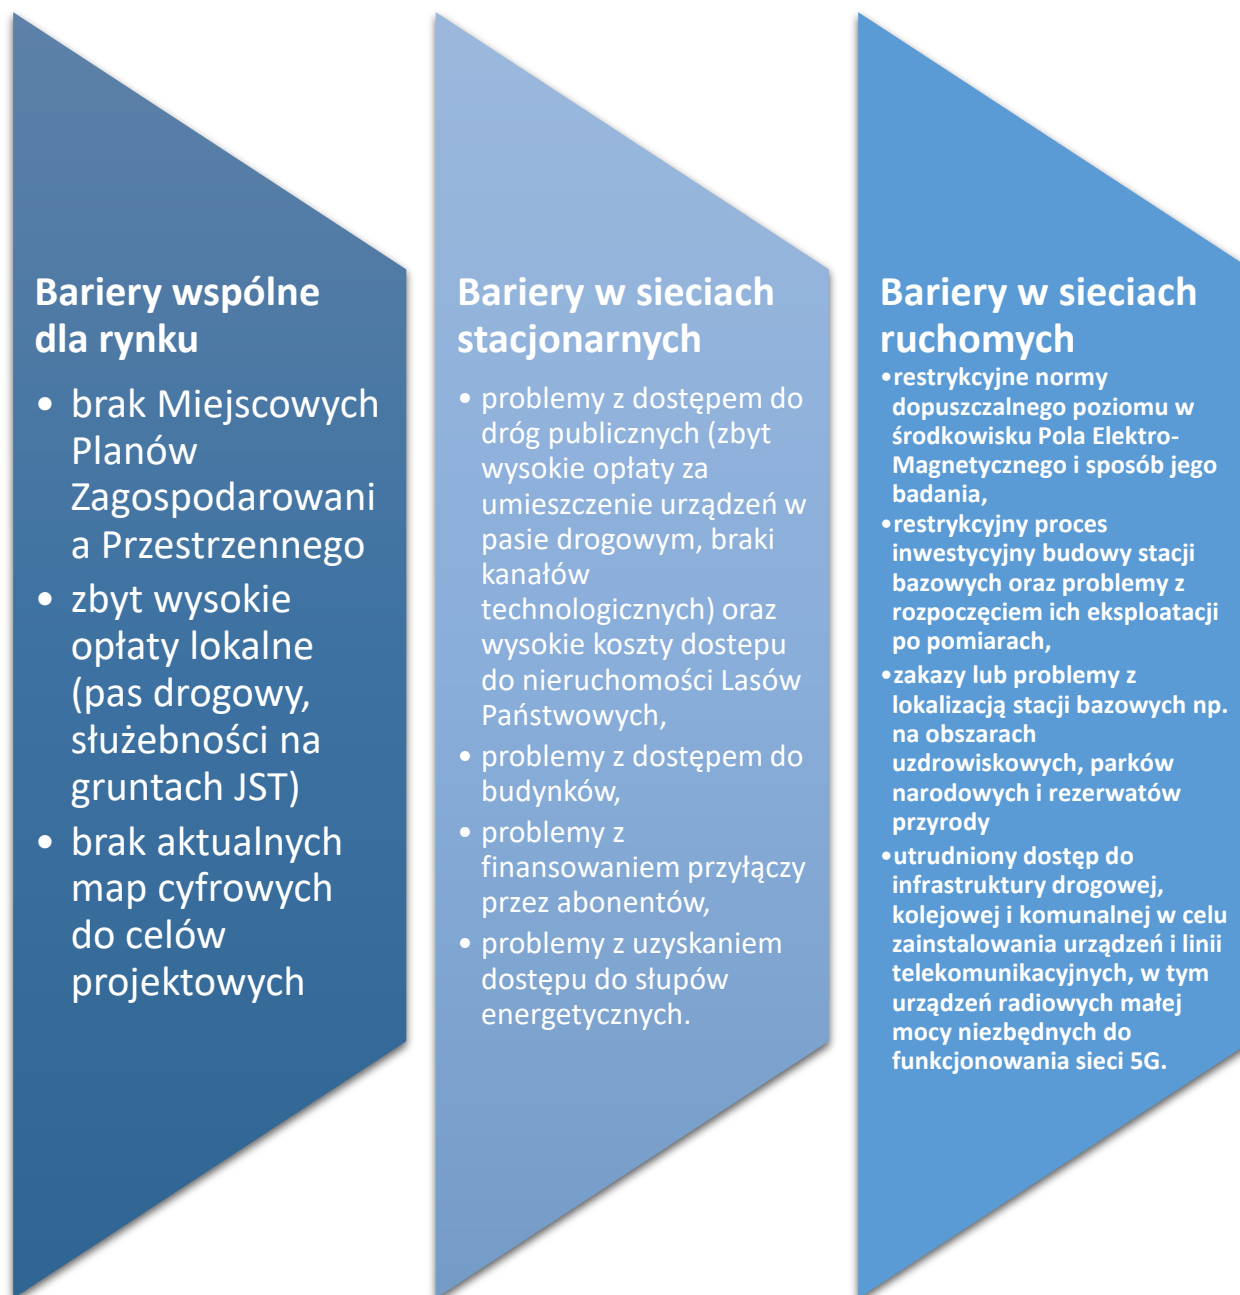 Bariery wspólne
dla rynku
• brak Miejscowych
Planów
Zagospodarowani
a Przestrzennego
• zbyt wysokie
opłaty lokalne
(pas drogowy,
służebności na
gruntach JST)
• brak aktualnych
map cyfrowych
do celów
projektowych
Bariery w sieciach
stacjonarnych
• problemy z dostępem do
dróg publicznych (zbyt
wysokie opłaty za
umieszczenie urządzeń w
pasie drogowym, braki
kanałów
technologicznych) oraz
wysokie koszty dostepu
do nieruchomości Lasów
Państwowych,
• problemy z dostępem do
budynków,
• problemy z
finansowaniem przyłączy
przez abonentów,
• problemy z uzyskaniem
dostępu do słupów
energetycznych.
Bariery w sieciach
ruchomych
•restrykcyjne normy
dopuszczalnego poziomu w
środkowisku Pola Elektro-
Magnetycznego i sposób jego
badania,
•restrykcyjny proces
inwestycyjny budowy stacji
bazowych oraz problemy z
rozpoczęciem ich eksploatacji
po pomiarach,
•zakazy lub problemy z
lokalizacją stacji bazowych np.
na obszarach
uzdrowiskowych, parków
narodowych i rezerwatów
przyrody
•utrudniony dostęp do
infrastruktury drogowej,
kolejowej i komunalnej w celu
zainstalowania urządzeń i linii
telekomunikacyjnych, w tym
urządzeń radiowych małej
mocy niezbędnych do
funkcjonowania sieci 5G.